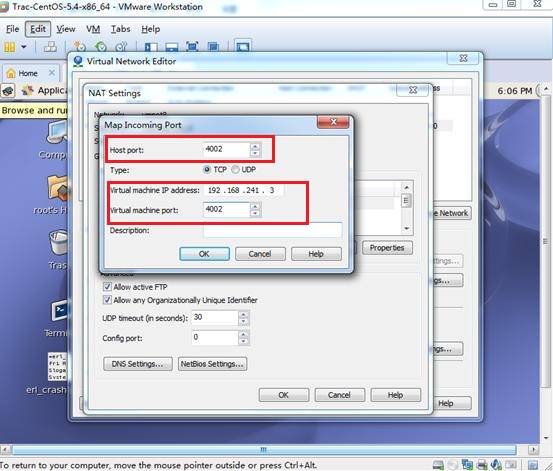 Trac-CentOS-5.4-x86_64 - VMware Workstation
File Edit View VM Tabs Help
Home
Applica
Browse and run
Virtual Network Editor
NAT Settings
Map Incoming Port
Host port: 4002
Type: TCP UDP
Virtual machine IP address: 192 .168 .241 . 3
Virtual machine port: 4002
Description:
OK Cancel Help
6:06 PM
Compu
root's H
Tras
Termi
erl_crash
Network
Properties
Advanced
Allow active FTP
Allow any Organizationally Unique Identifier
UDP timeout (in seconds): 30
Config port: 0
DNS Settings... NetBios Settings...
OK Cancel Help
Help
To return to your computer, move the mouse pointer outside or press Ctrl+Alt.